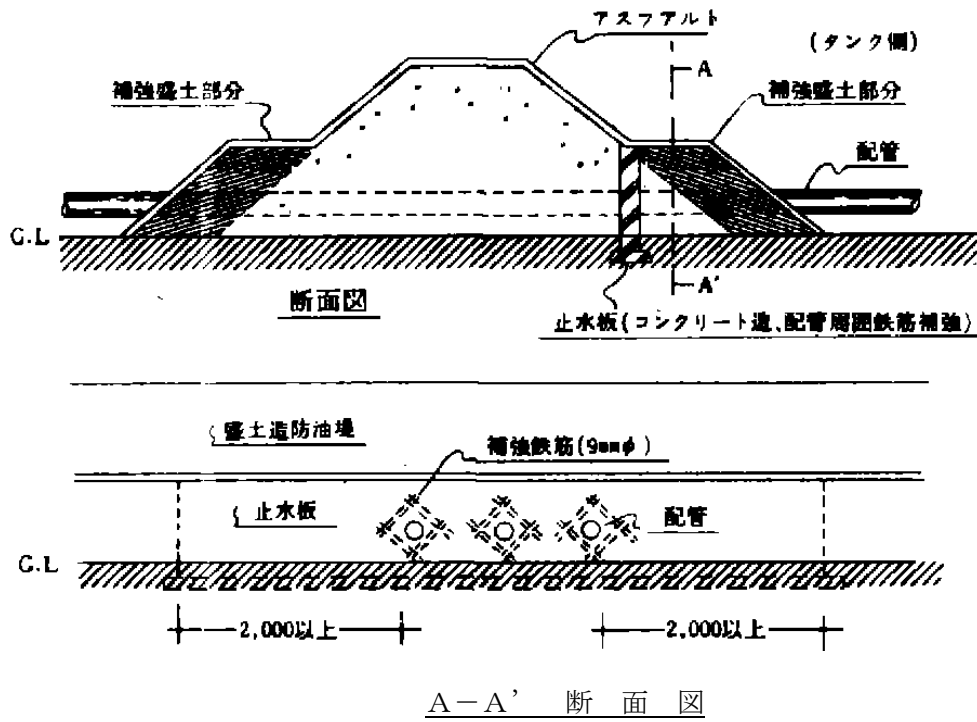 アスファルト
(タンク側)
A
補強盛土部分
補強盛土部分
配管
G.L
A'
断面図
止水板(コンクリート造、配管周囲鉄筋補強)
盛土造防油堤
補強鉄筋(9mmφ)
止水板
配管
G.L
2,000以上
2,000以上
A－A’ 断 面 図